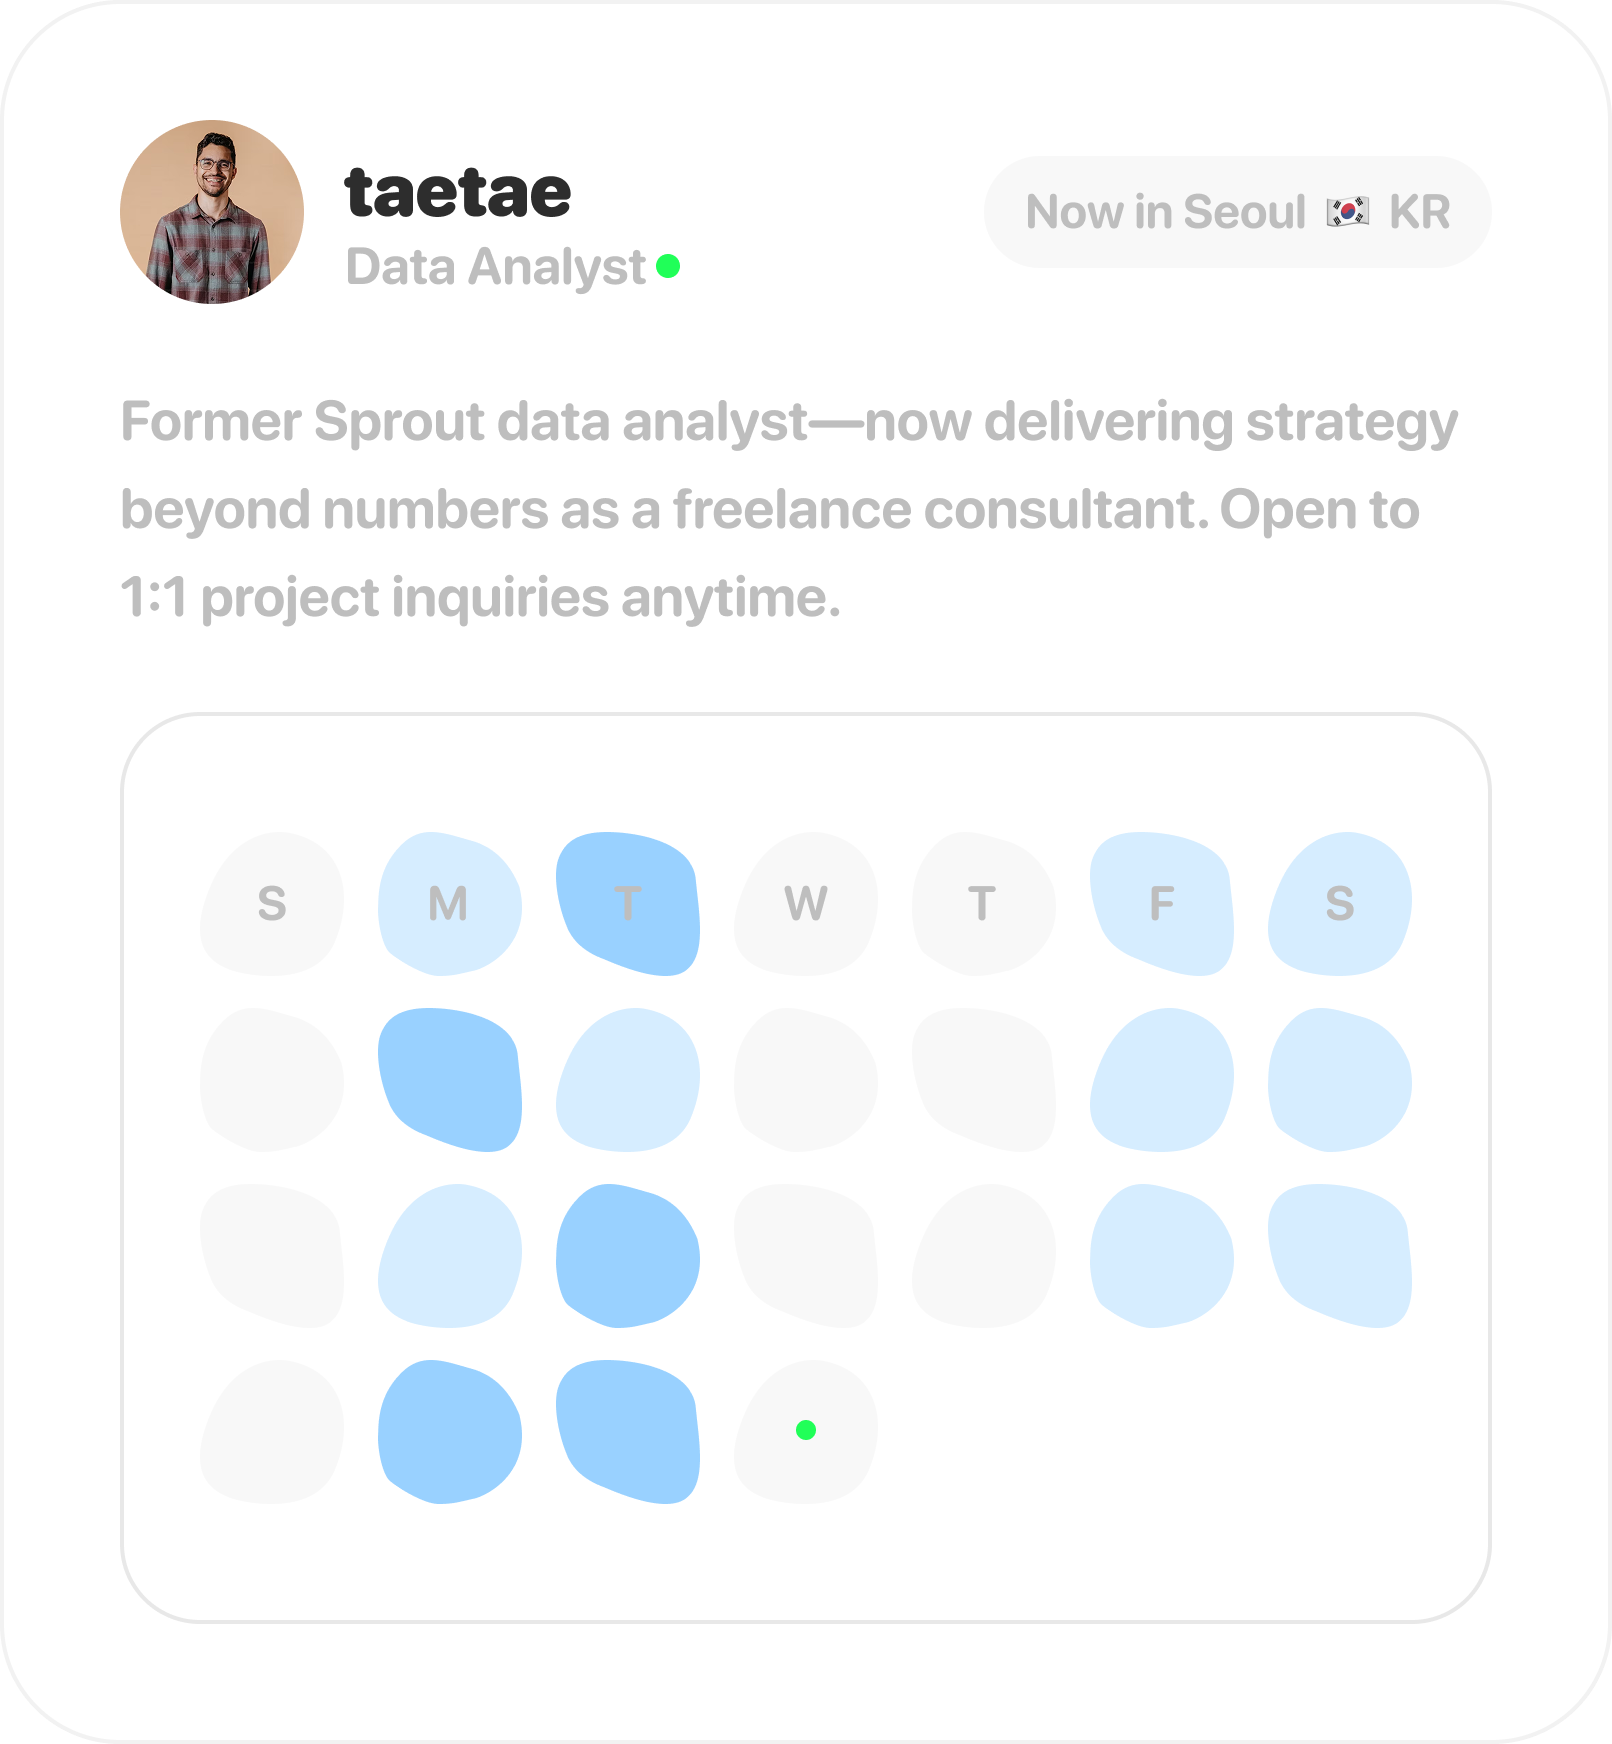 taetae
Data Analyst
Now in Seoul 🇰🇷 KR
Former Sprout data analyst—now delivering strategy
beyond numbers as a freelance consultant. Open to
1:1 project inquiries anytime.
S M T W T F S